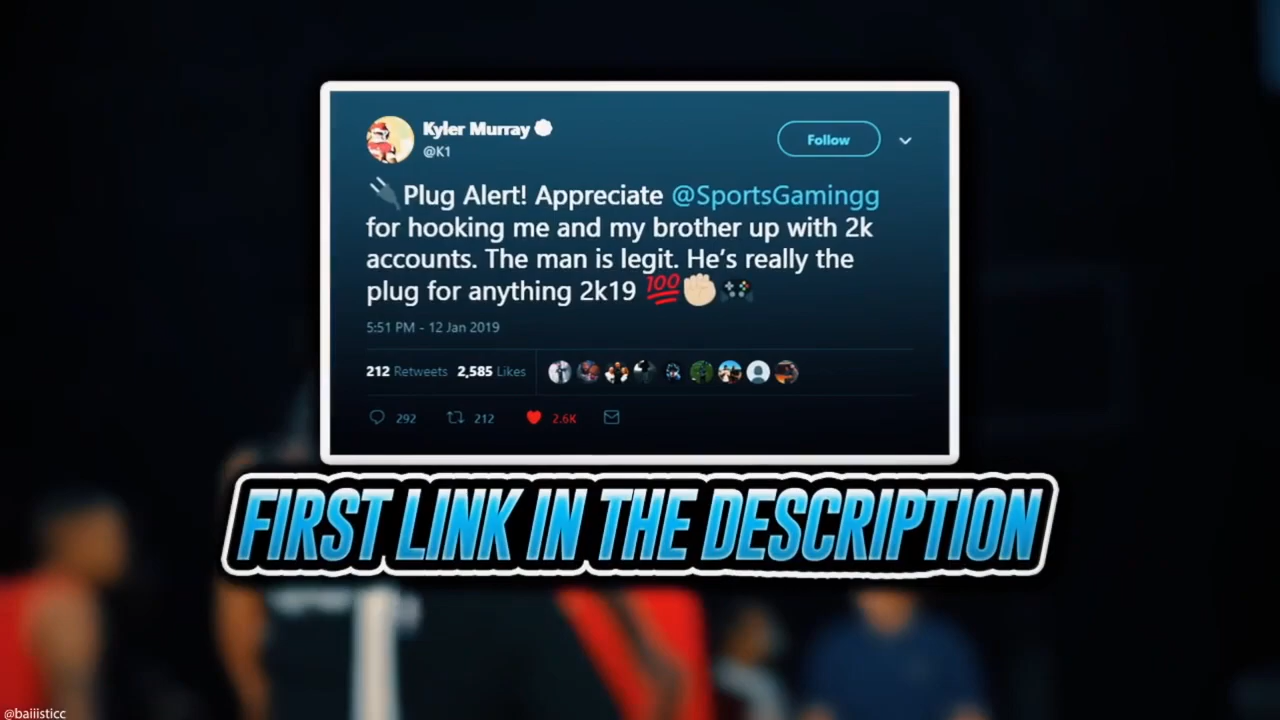 Kyler Murray
@K1
Follow
Plug Alert! Appreciate @SportsGamingg
for hooking me and my brother up with 2k
accounts. The man is legit. He's really the
plug for anything 2k19 💯✊🏻🎮
5:51 PM - 12 Jan 2019
212 Retweets 2,585 Likes
292 212 2.6K
FIRST LINK IN THE DESCRIPTION
@baiiisticc